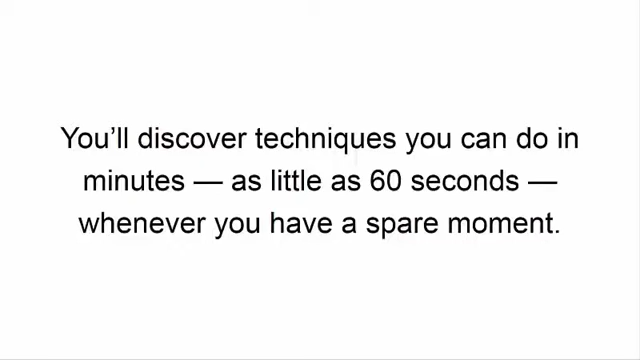 You’ll discover techniques you can do in
minutes — as little as 60 seconds —
whenever you have a spare moment.